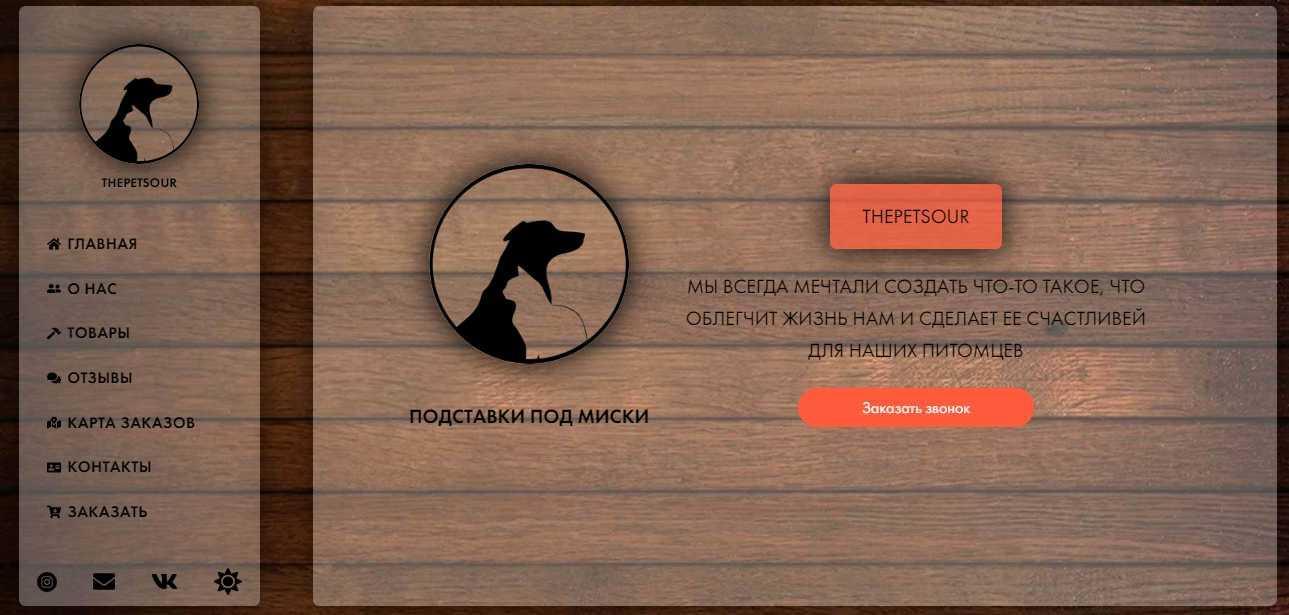 THEPETSOUR
ГЛАВНАЯ
О НАС
ТОВАРЫ
ОТЗЫВЫ
КАРТА ЗАКАЗОВ
КОНТАКТЫ
ЗАКАЗАТЬ
ПОДСТАВКИ ПОД МИСКИ
THEPETSOUR
МЫ ВСЕГДА МЕЧТАЛИ СОЗДАТЬ ЧТО-ТО ТАКОЕ, ЧТО
ОБЛЕГЧИТ ЖИЗНЬ НАМ И СДЕЛАЕТ ЕЕ СЧАСТЛИВЕЙ
ДЛЯ НАШИХ ПИТОМЦЕВ
Заказать звонок